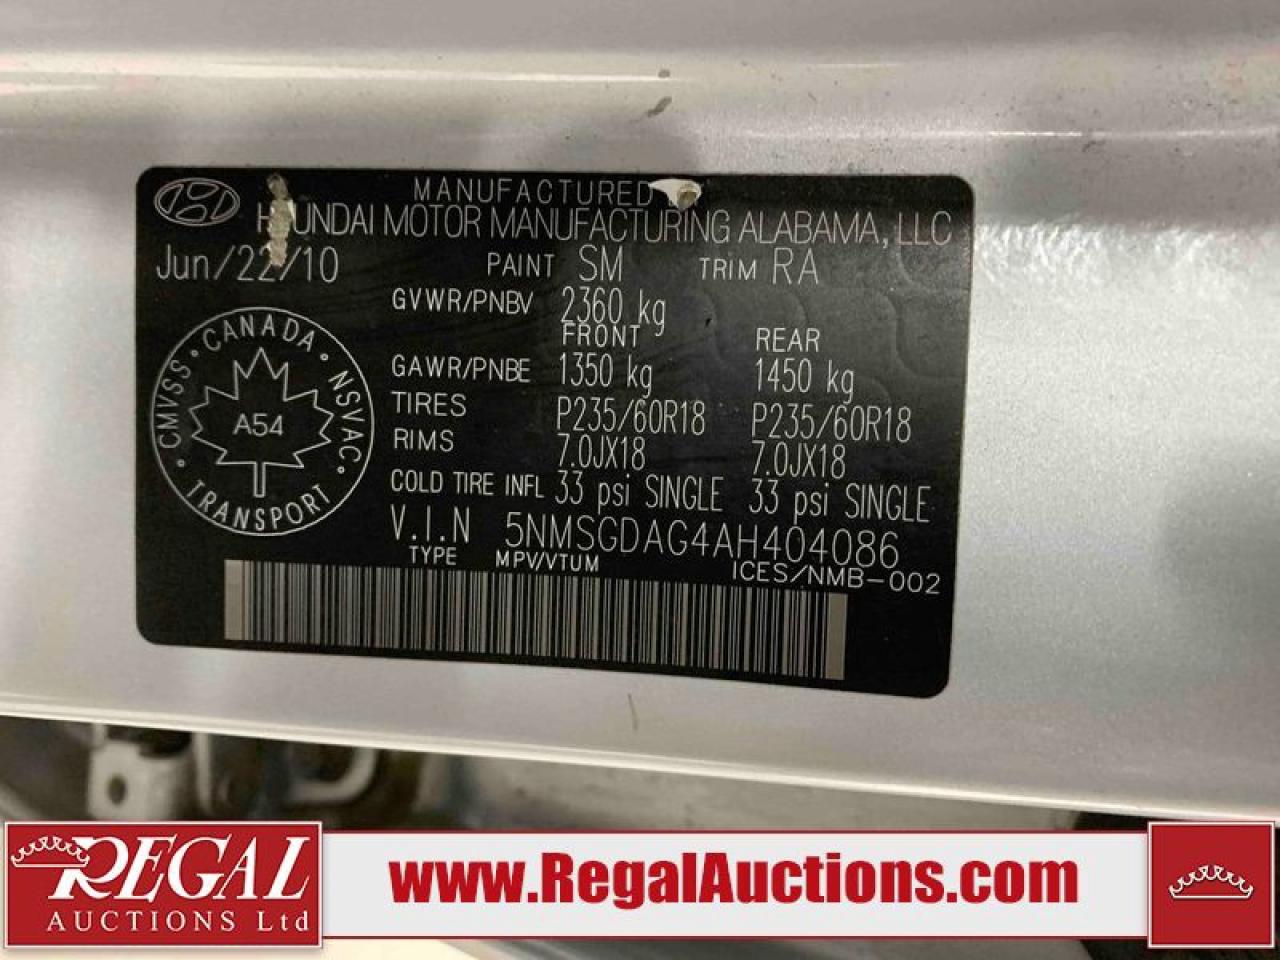 MANUFACTURED
HYUNDAI MOTOR MANUFACTURING ALABAMA, LLC
Jun/22/10 PAINT SM TRIM RA
GVWR/PNBV 2360 kg
FRONT REAR
GAWR/PNBE 1350 kg 1450 kg
TIRES P235/60R18 P235/60R18
RIMS 7.0JX18 7.0JX18
COLD TIRE INFL 33 psi SINGLE 33 psi SINGLE
V.I.N 5NMSGDAG4AH404086
TYPE MPV/VTUM ICES/NMB-002
CMVSS • CANADA • NSVAC • TRANSPORT
A54
REGAL
AUCTIONS Ltd
www.RegalAuctions.com